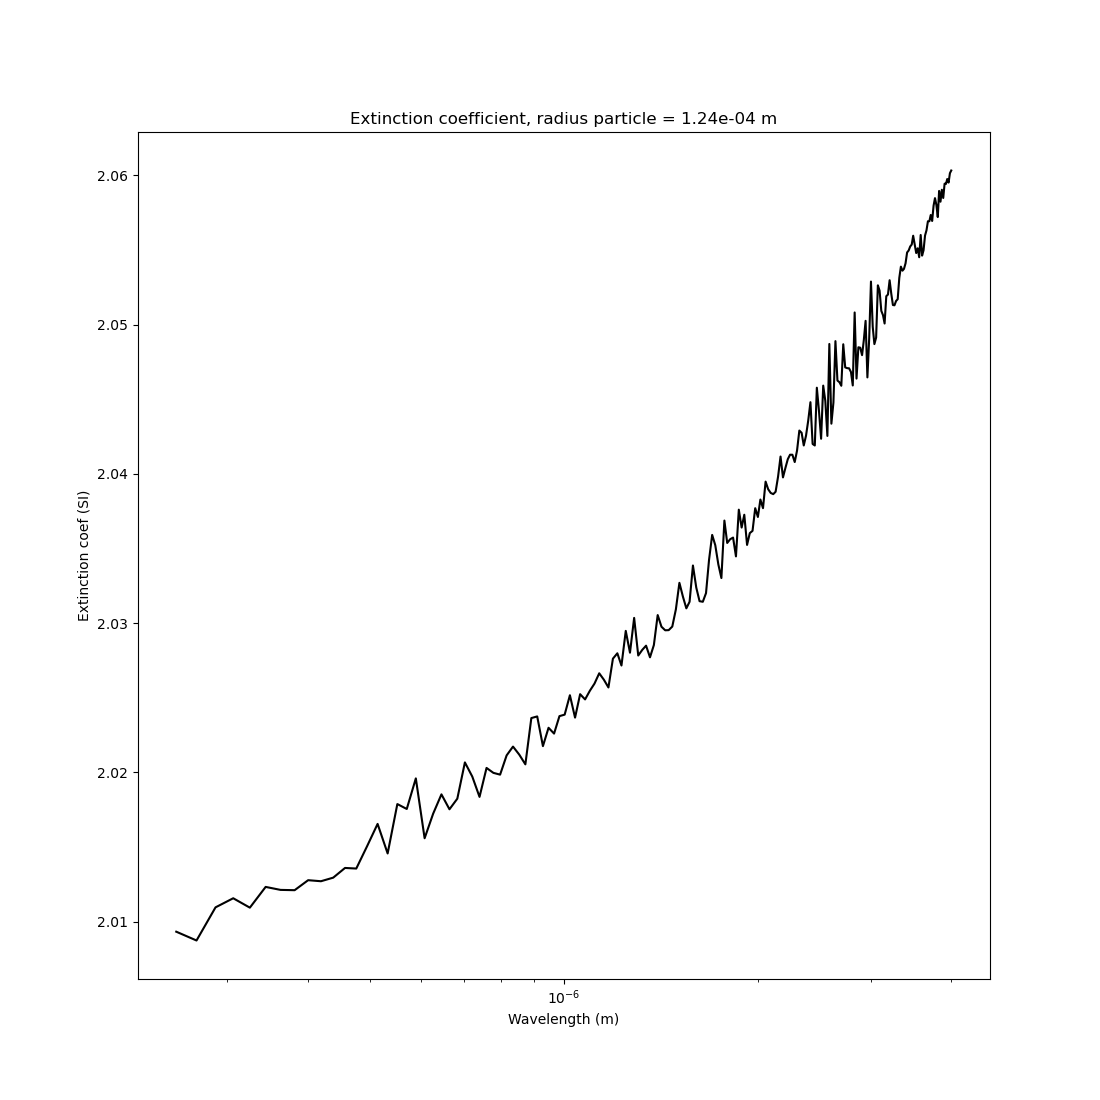 Extinction coefficient, radius particle = 1.24e-04 m
2.06
2.05
2.04
2.03
2.02
2.01
Extinction coef (SI)
10⁻⁶
Wavelength (m)